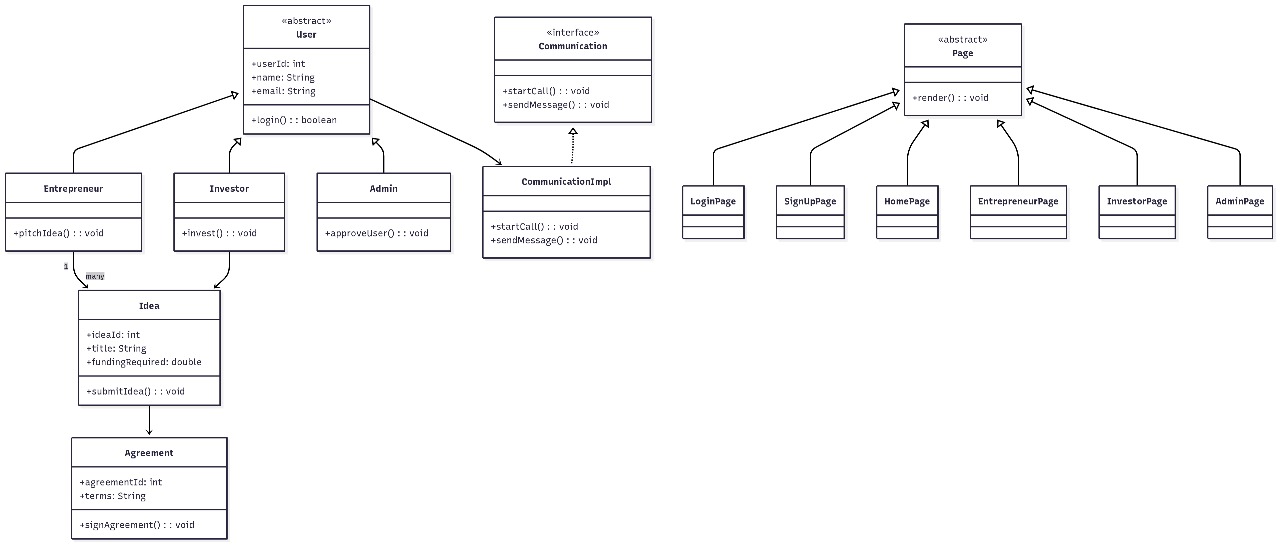 «abstract»
User
+userId: int
+name: String
+email: String
+login() : : boolean
«interface»
Communication
+startCall() : : void
+sendMessage() : : void
«abstract»
Page
+render() : : void
Entrepreneur
+pitchIdea() : : void
Investor
+invest() : : void
Admin
+approveUser() : : void
CommunicationImpl
+startCall() : : void
+sendMessage() : : void
LoginPage
SignUpPage
HomePage
EntrepreneurPage
InvestorPage
AdminPage
1
many
Idea
+ideaId: int
+title: String
+fundingRequired: double
+submitIdea() : : void
Agreement
+agreementId: int
+terms: String
+signAgreement() : : void